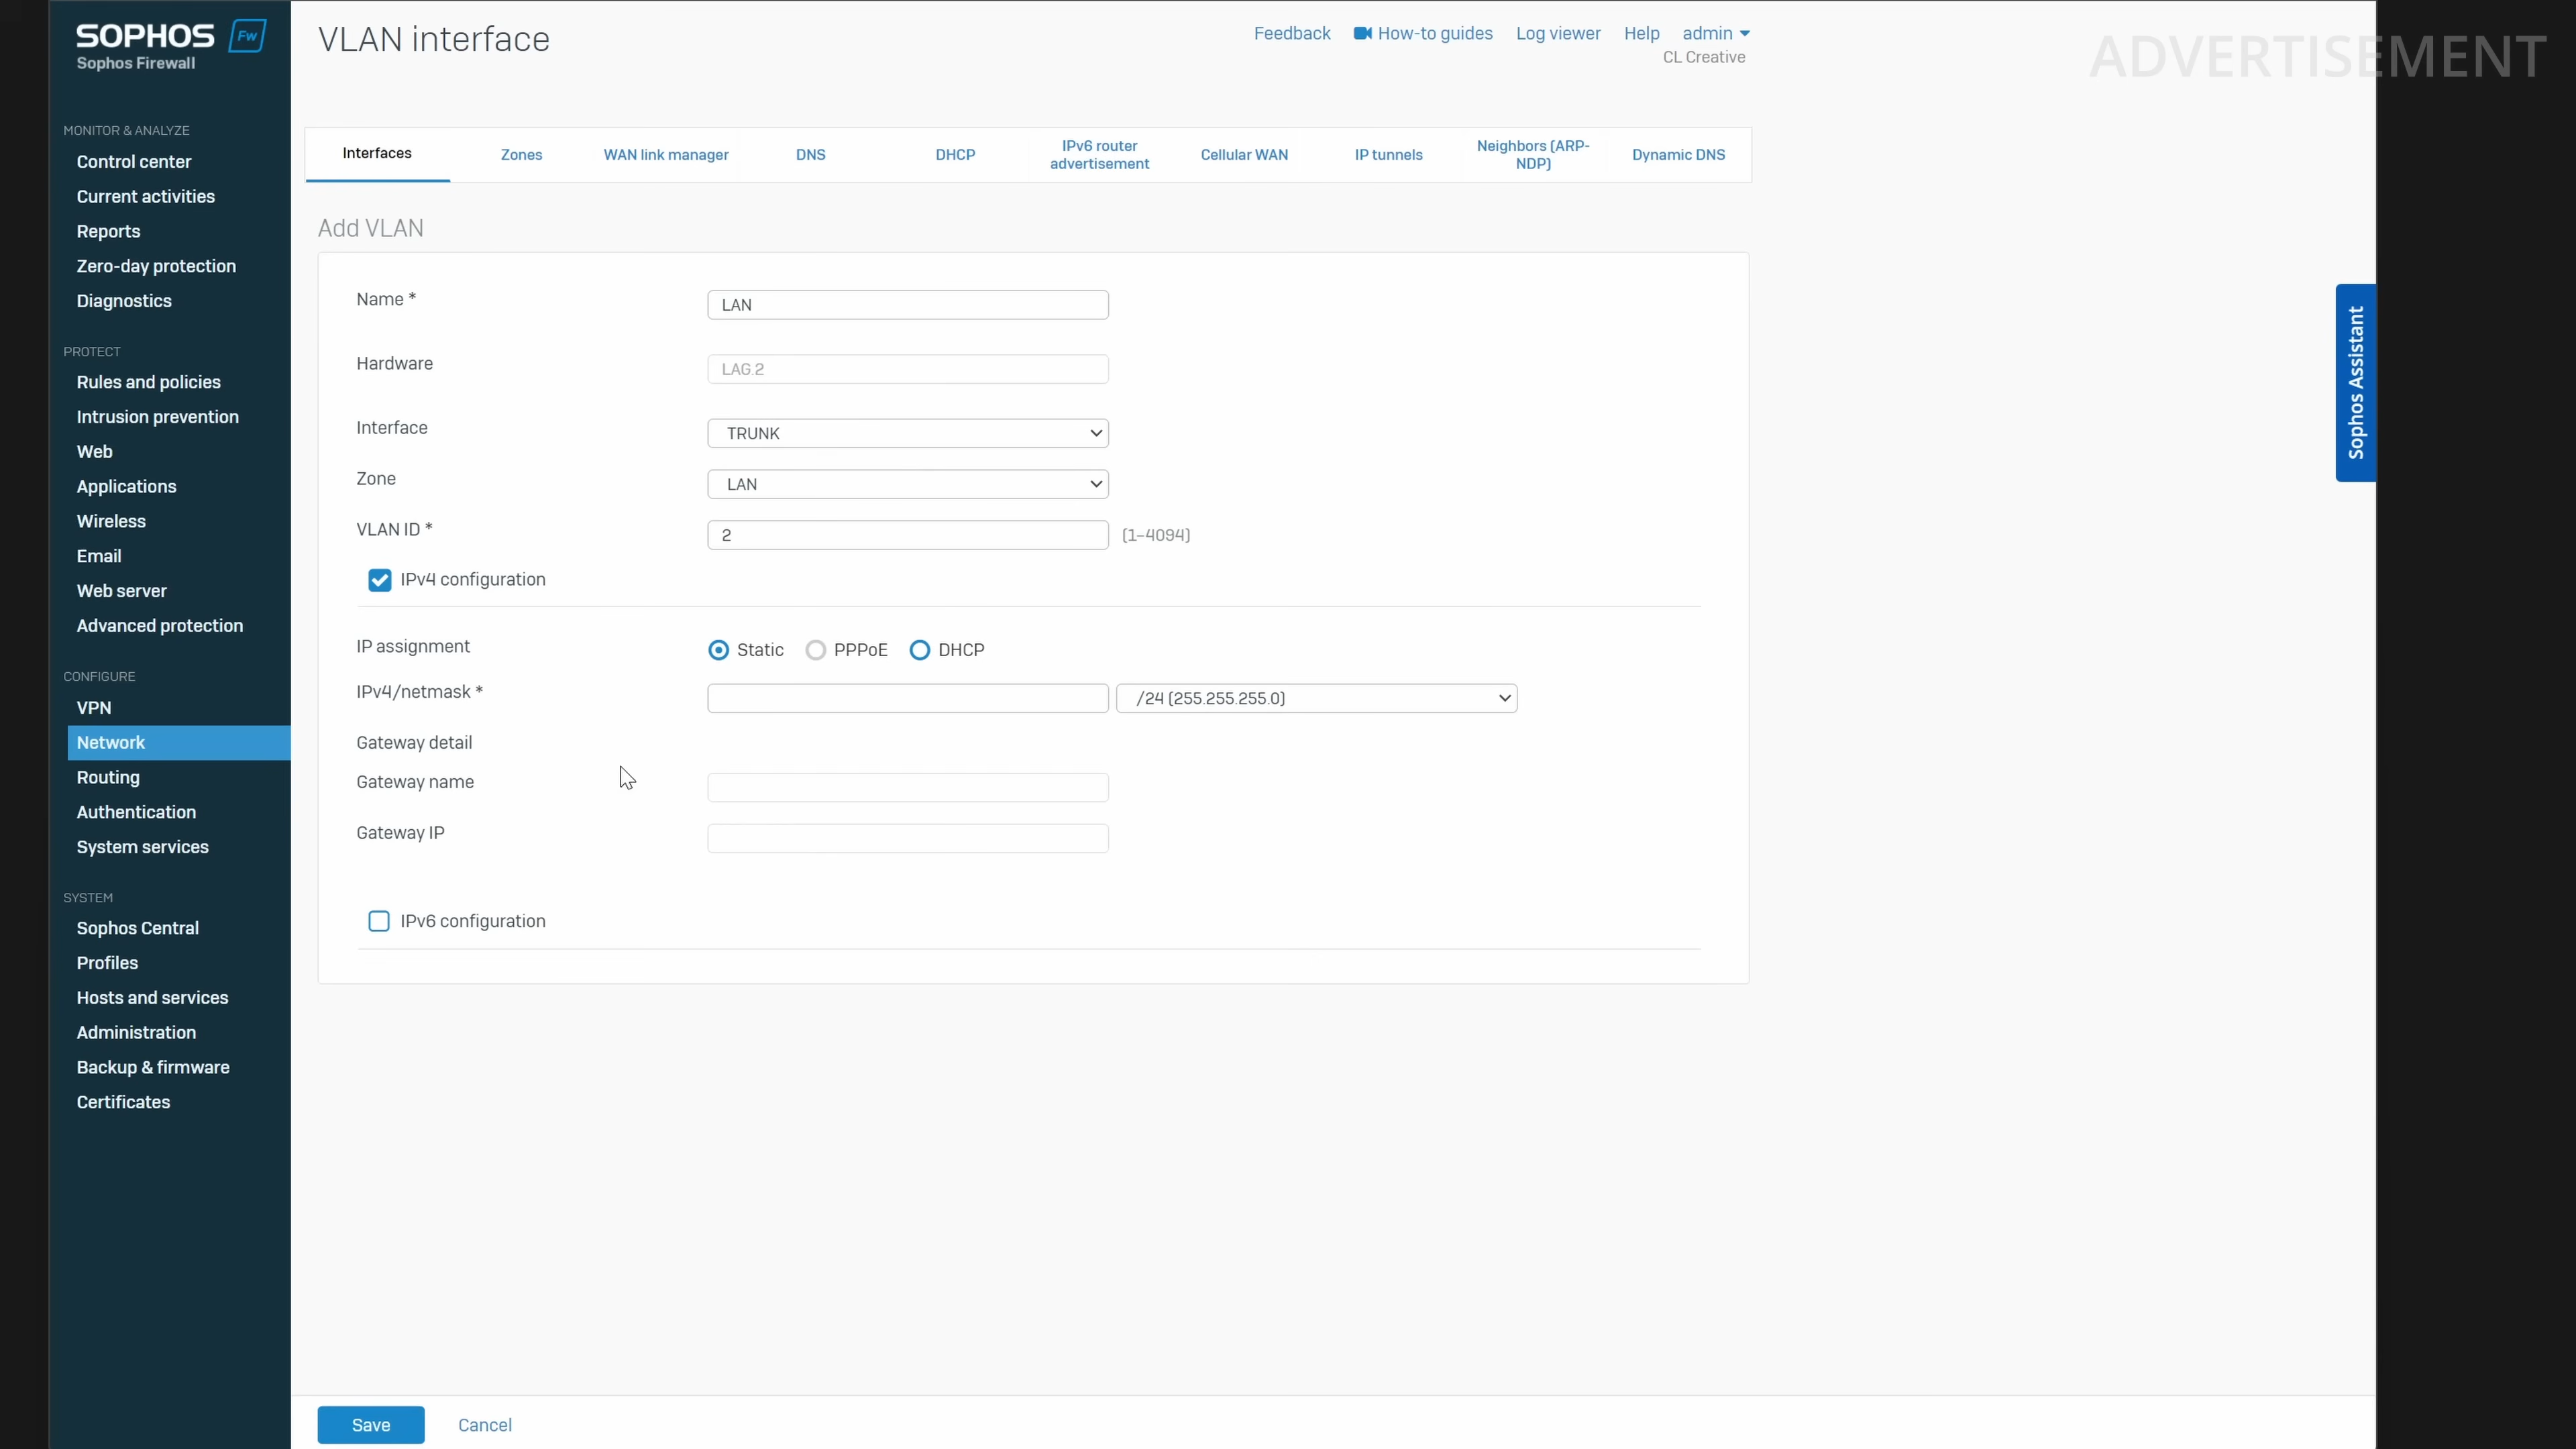 SOPHOS Fw
Sophos Firewall
VLAN interface
Feedback How-to guides Log viewer Help admin
CL Creative
ADVERTISEMENT
MONITOR & ANALYZE
Control center
Current activities
Reports
Zero-day protection
Diagnostics
PROTECT
Rules and policies
Intrusion prevention
Web
Applications
Wireless
Email
Web server
Advanced protection
CONFIGURE
VPN
Network
Routing
Authentication
System services
SYSTEM
Sophos Central
Profiles
Hosts and services
Administration
Backup & firmware
Certificates
Interfaces
Zones
WAN link manager
DNS
DHCP
IPv6 router
advertisement
Cellular WAN
IP tunnels
Neighbors (ARP-
NDP)
Dynamic DNS
Add VLAN
Name * LAN
Hardware LAG.2
Interface TRUNK
Zone LAN
VLAN ID * 2 (1-4094)
IPv4 configuration
IP assignment Static PPPoE DHCP
IPv4/netmask * /24 (255.255.255.0)
Gateway detail
Gateway name
Gateway IP
IPv6 configuration
Save Cancel
Sophos Assistant